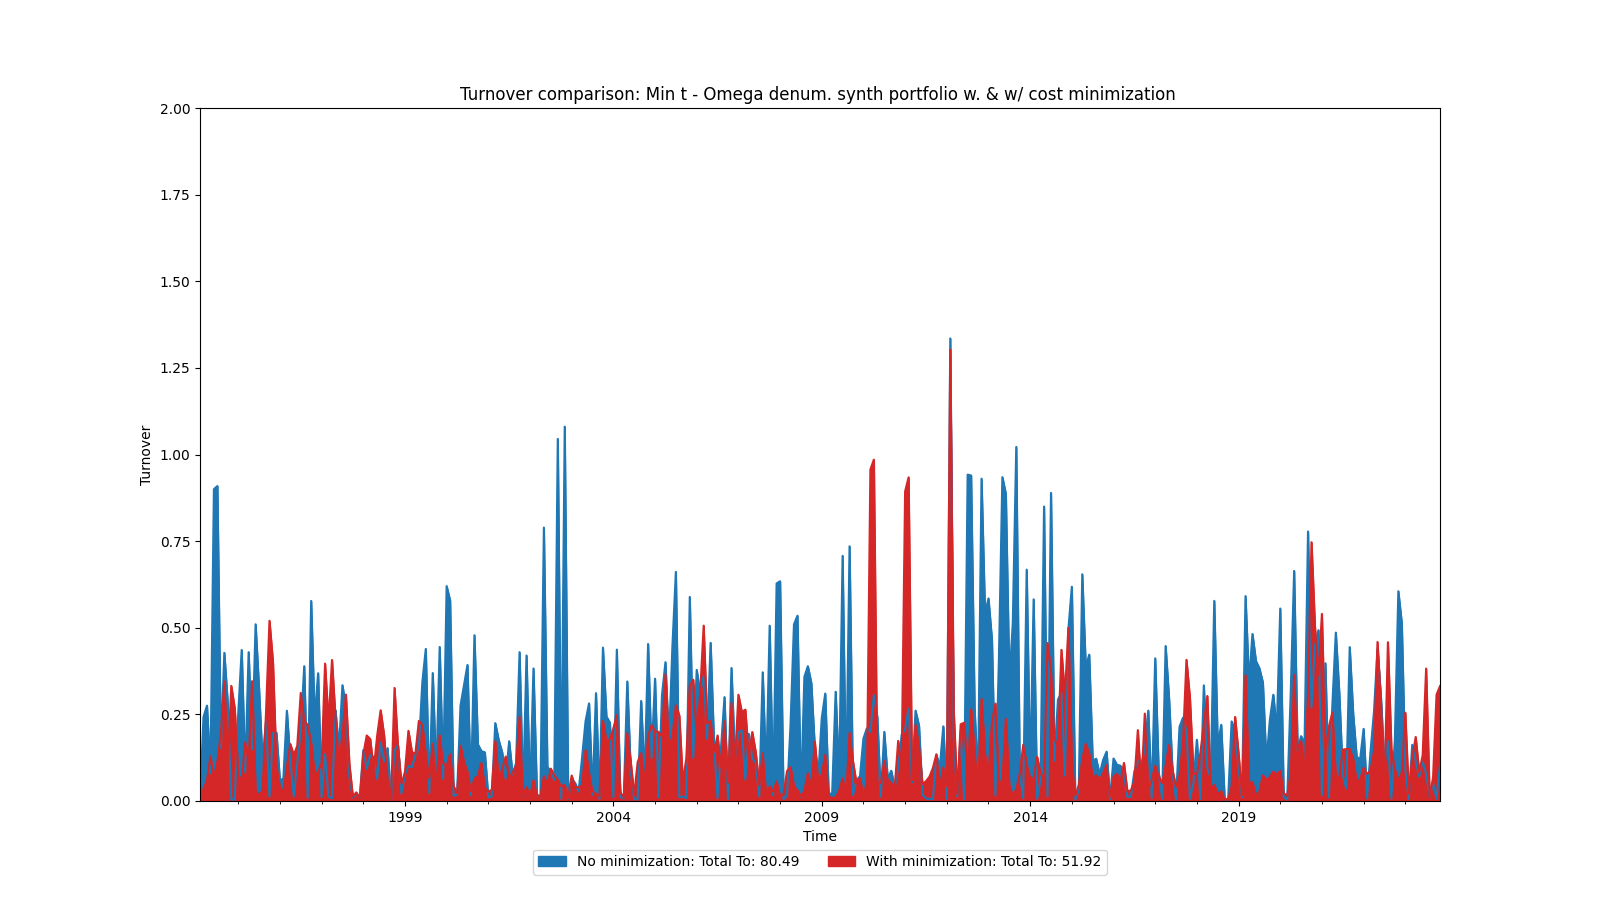 Turnover comparison: Min t - Omega denum. synth portfolio w. & w/ cost minimization
2.00
1.75
1.50
1.25
1.00
0.75
0.50
0.25
0.00
Turnover
1999 2004 2009 2014 2019
Time
No minimization: Total To: 80.49 With minimization: Total To: 51.92